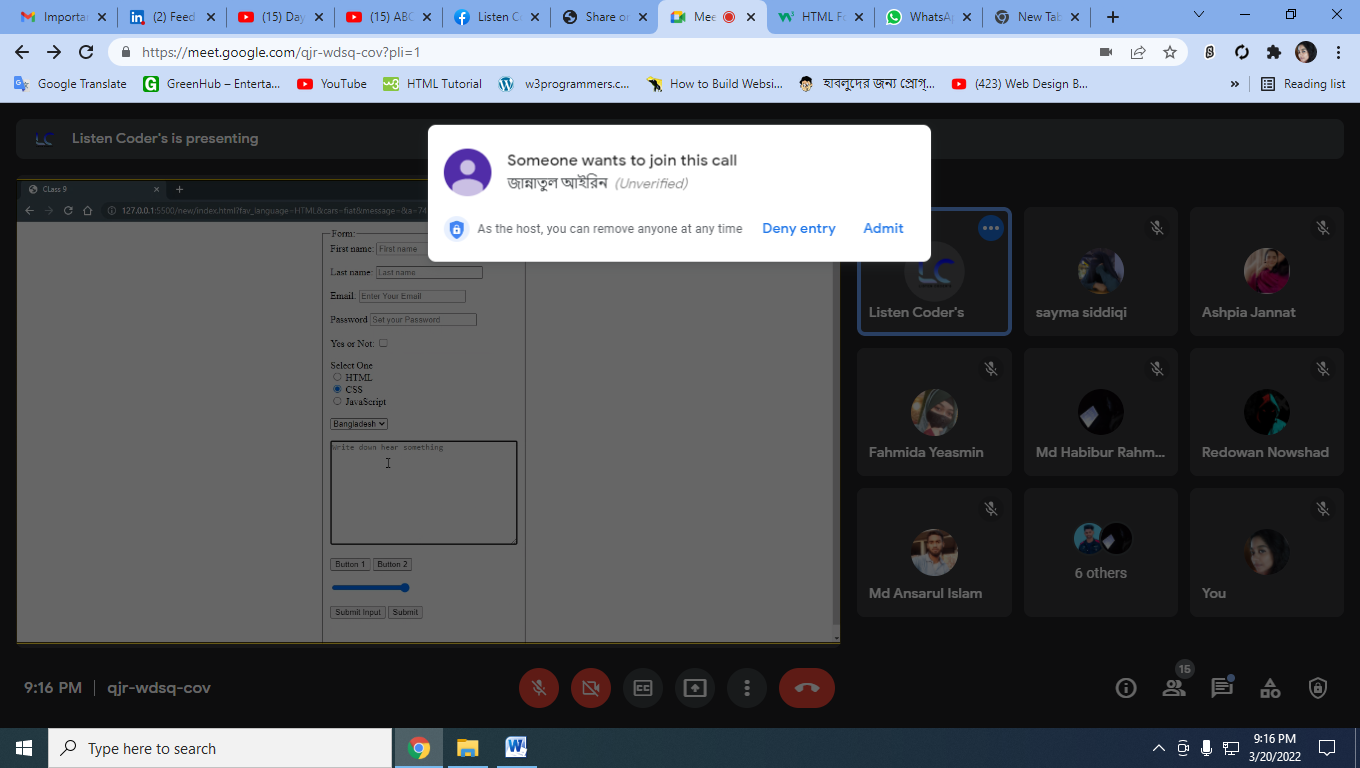 Importan
(2) Feed
(15) Day
(15) ABC
Listen C
Share on
Mee
HTML Fo
WhatsA
New Tab
https://meet.google.com/qjr-wdsq-cov?pli=1
Google Translate
GreenHub – Enterta...
YouTube
HTML Tutorial
w3programmers.c...
How to Build Websi...
হাবলুদের জন্য প্রোগ্...
(423) Web Design B...
»
Reading list
LC
Listen Coder's is presenting
Someone wants to join this call
জান্নাতুল আইরিন (Unverified)
As the host, you can remove anyone at any time
Deny entry
Admit
CLass 9
127.0.0.1:5500/new/index.html?fav_language=HTML&cars=fiat&message=&a=74
Form:
First name: First name
Last name: Last name
Email: Enter Your Email
Password Set your Password
Yes or Not:
Select One
HTML
CSS
JavaScript
Bangladesh
Write down hear something
Button 1
Button 2
Submit Input
Submit
LC
Listen Coder's
sayma siddiqi
Ashpia Jannat
Fahmida Yeasmin
Md Habibur Rahm...
Redowan Nowshad
Md Ansarul Islam
6 others
You
9:16 PM | qjr-wdsq-cov
15
Type here to search
9:16 PM
3/20/2022